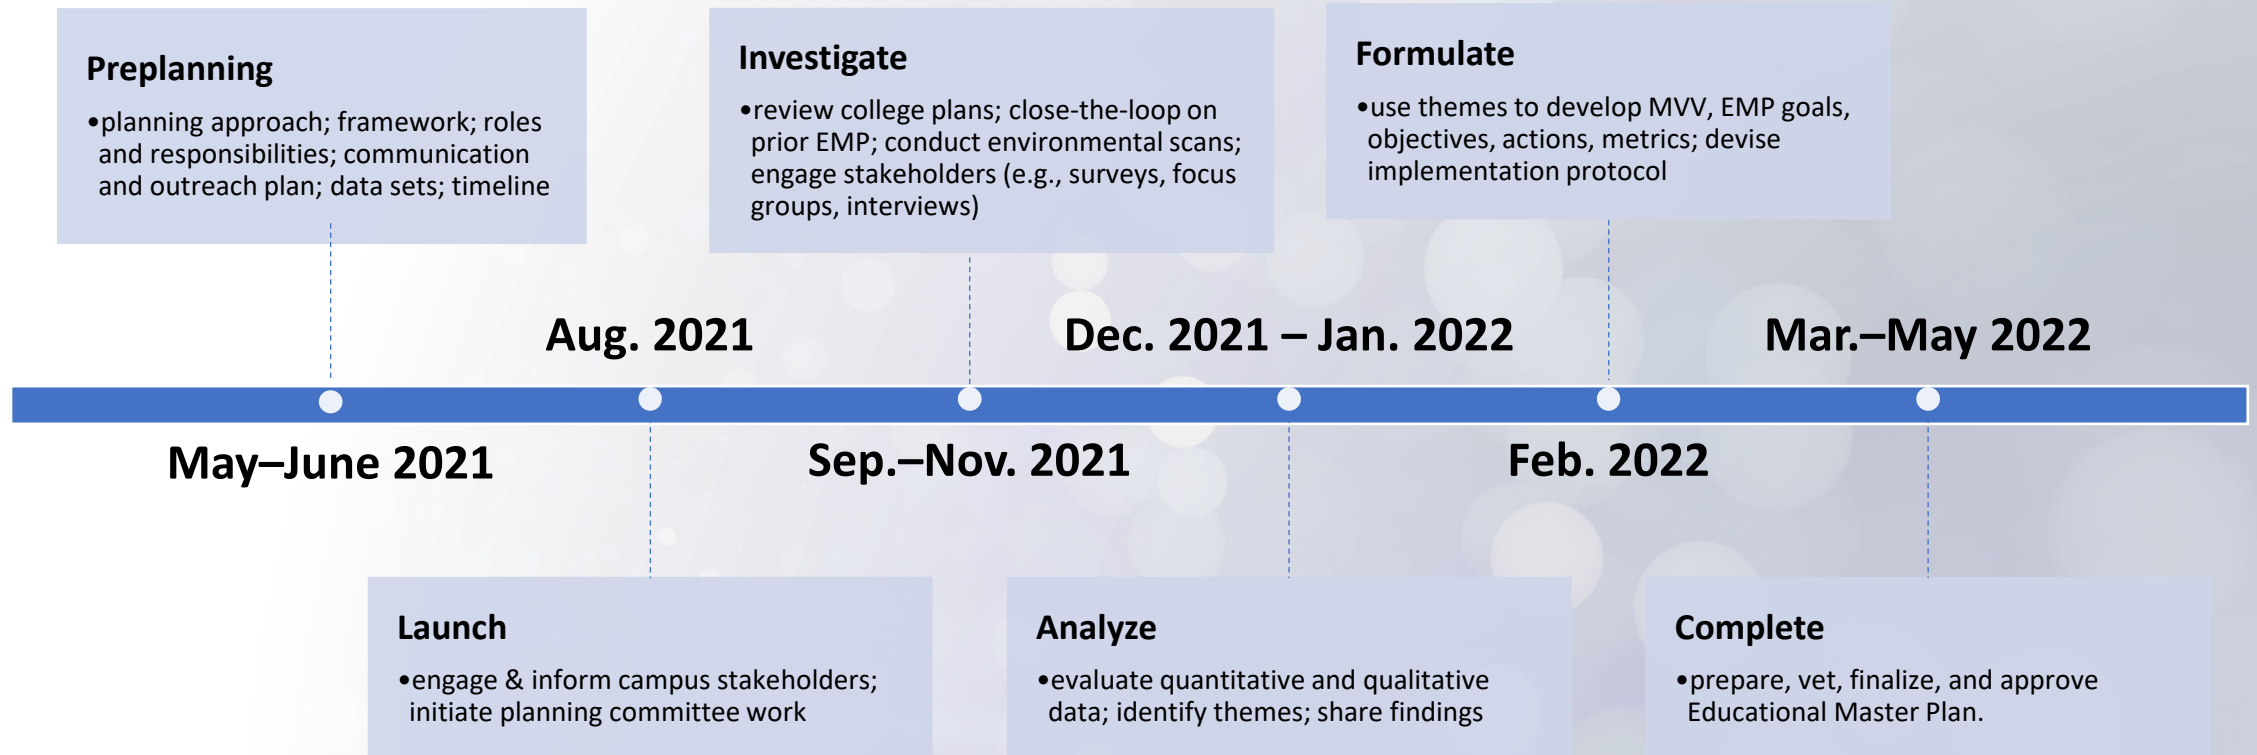 Preplanning
•planning approach; framework; roles
and responsibilities; communication
and outreach plan; data sets; timeline
Investigate
•review college plans; close-the-loop on
prior EMP; conduct environmental scans;
engage stakeholders (e.g., surveys, focus
groups, interviews)
Formulate
•use themes to develop MVV, EMP goals,
objectives, actions, metrics; devise
implementation protocol
Aug. 2021
Dec. 2021 – Jan. 2022
Mar.–May 2022
May–June 2021
Sep.–Nov. 2021
Feb. 2022
Launch
•engage & inform campus stakeholders;
initiate planning committee work
Analyze
•evaluate quantitative and qualitative
data; identify themes; share findings
Complete
•prepare, vet, finalize, and approve
Educational Master Plan.